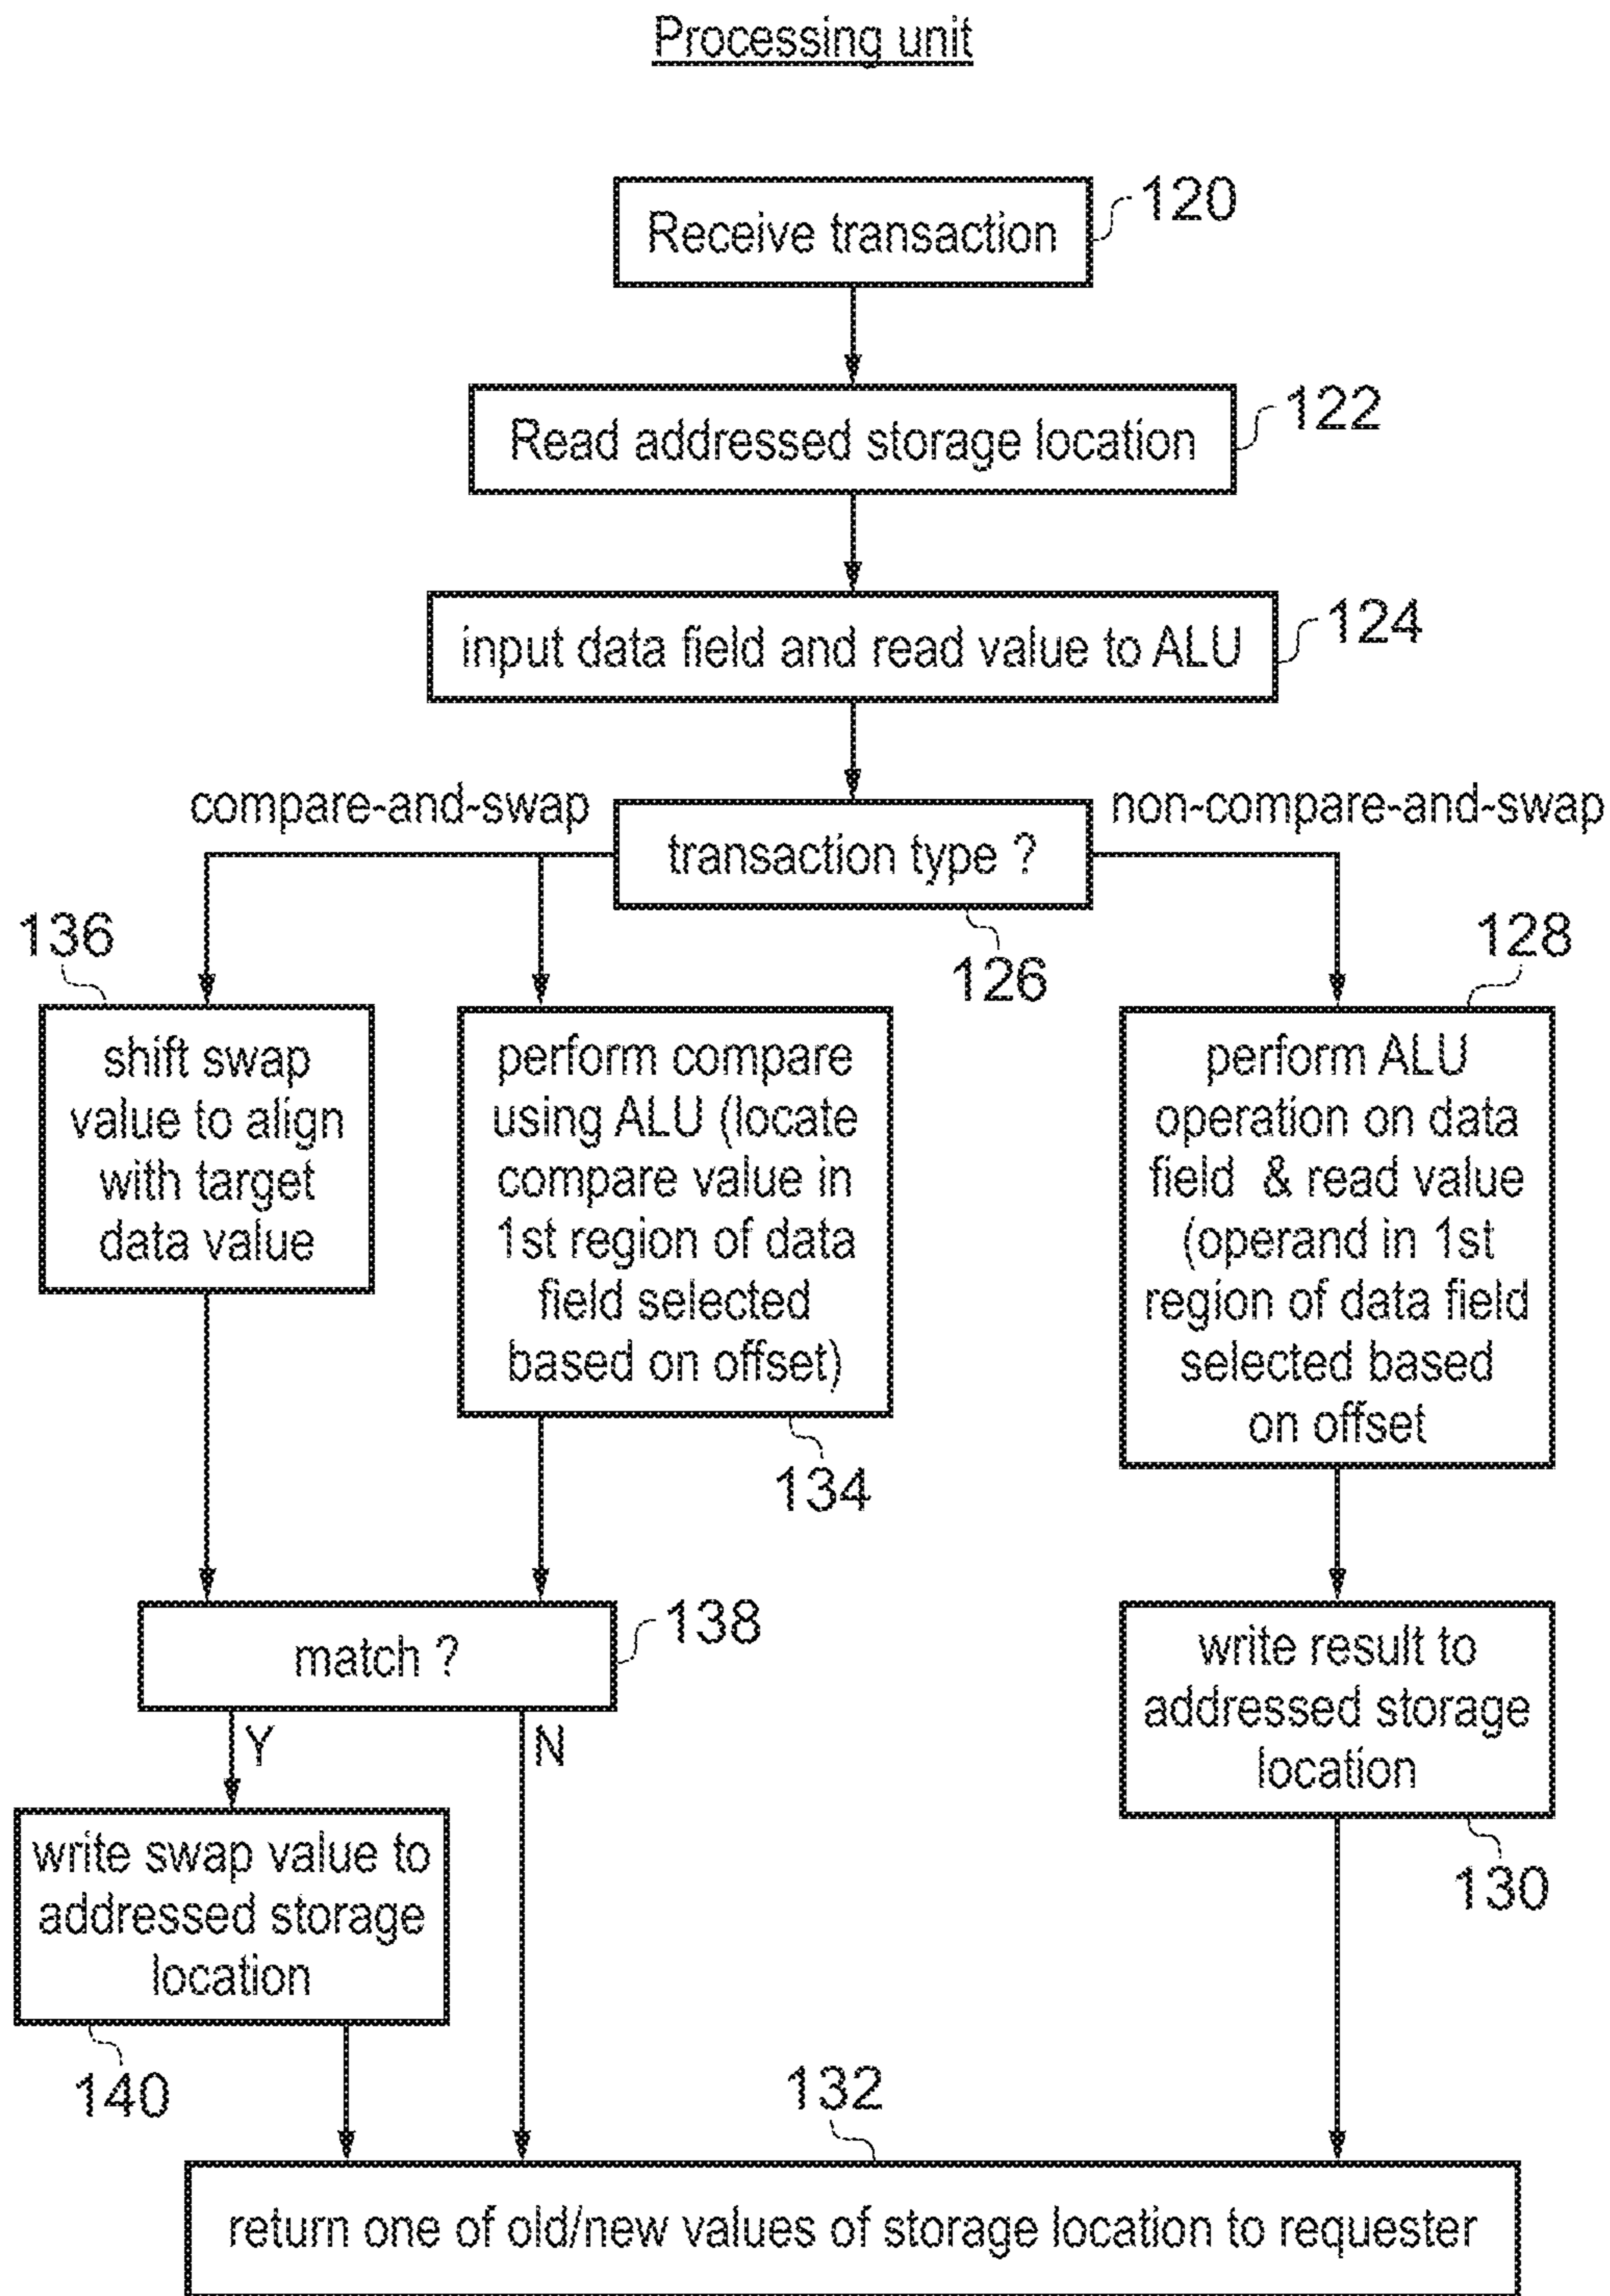 Processing unit
Receive transaction
120
Read addressed storage location
122
input data field and read value to ALU
124
compare-and-swap
transaction type ?
non-compare-and-swap
126
136
shift swap
value to align
with target
data value
perform compare
using ALU (locate
compare value in
1st region of data
field selected
based on offset)
134
128
perform ALU
operation on data
field & read value
(operand in 1st
region of data field
selected based
on offset
match ?
138
Y
N
write swap value to
addressed storage
location
140
write result to
addressed storage
location
130
132
return one of old/new values of storage location to requester